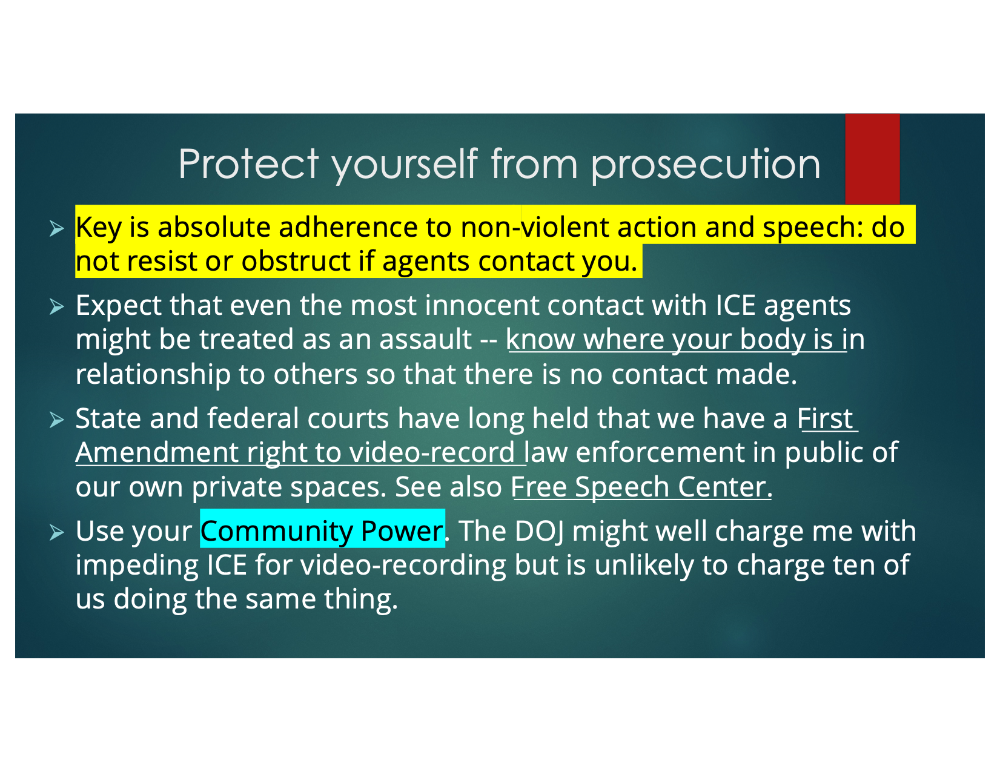 Protect yourself from prosecution
➢ Key is absolute adherence to non-violent action and speech: do
not resist or obstruct if agents contact you.
➢ Expect that even the most innocent contact with ICE agents
might be treated as an assault -- know where your body is in
relationship to others so that there is no contact made.
➢ State and federal courts have long held that we have a First
Amendment right to video-record law enforcement in public of
our own private spaces. See also Free Speech Center.
➢ Use your Community Power. The DOJ might well charge me with
impeding ICE for video-recording but is unlikely to charge ten of
us doing the same thing.